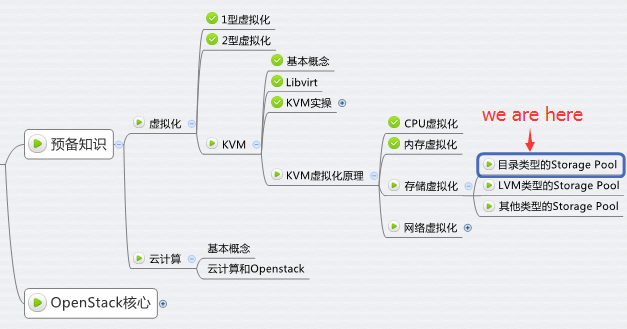 1型虚拟化
2型虚拟化
基本概念
Libvirt
KVM实操
虚拟化
KVM
预备知识
we are here
CPU虚拟化
内存虚拟化
目录类型的Storage Pool
KVM虚拟化原理
存储虚拟化
LVM类型的Storage Pool
其他类型的Storage Pool
网络虚拟化
云计算
基本概念
云计算和Openstack
OpenStack核心